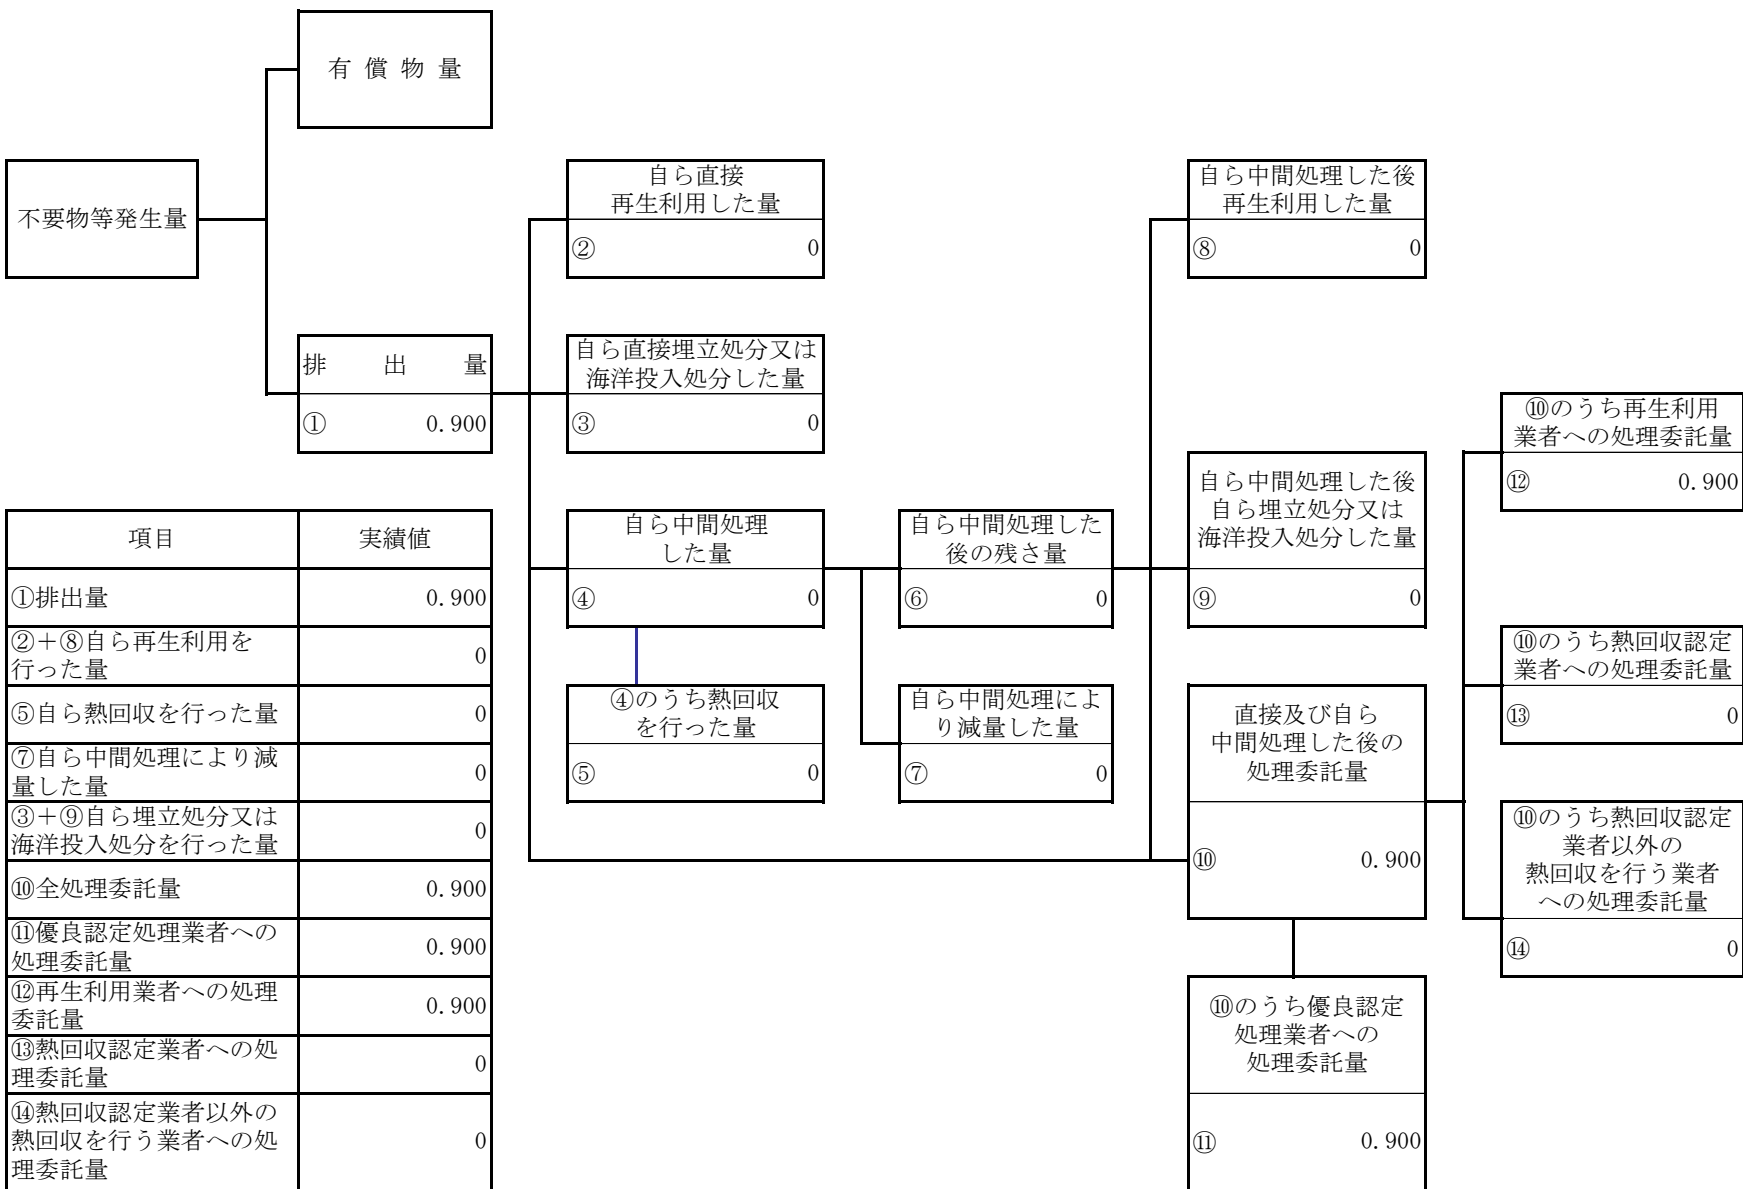 有 償 物 量
不要物等発生量
自ら直接
再生利用した量
② 0
自ら中間処理した後
再生利用した量
⑧ 0
排 出 量
① 0.900
自ら直接埋立処分又は
海洋投入処分した量
③ 0
⑩のうち再生利用
業者への処理委託量
⑫ 0.900
自ら中間処理した後
自ら埋立処分又は
海洋投入処分した量
⑨ 0
自ら中間処理
した量
④ 0
自ら中間処理した
後の残さ量
⑥ 0
⑩のうち熱回収認定
業者への処理委託量
⑬ 0
④のうち熱回収
を行った量
⑤ 0
自ら中間処理によ
り減量した量
⑦ 0
直接及び自ら
中間処理した後の
処理委託量
⑩ 0.900
⑩のうち熱回収認定
業者以外の
熱回収を行う業者
への処理委託量
⑭ 0
⑩のうち優良認定
処理業者への
処理委託量
⑪ 0.900
項目 実績値
①排出量 0.900
②＋⑧自ら再生利用を
行った量 0
⑤自ら熱回収を行った量 0
⑦自ら中間処理により減
量した量 0
③＋⑨自ら埋立処分又は
海洋投入処分を行った量 0
⑩全処理委託量 0.900
⑪優良認定処理業者への
処理委託量 0.900
⑫再生利用業者への処理
委託量 0.900
⑬熱回収認定業者への処
理委託量 0
⑭熱回収認定業者以外の
熱回収を行う業者への処
理委託量 0